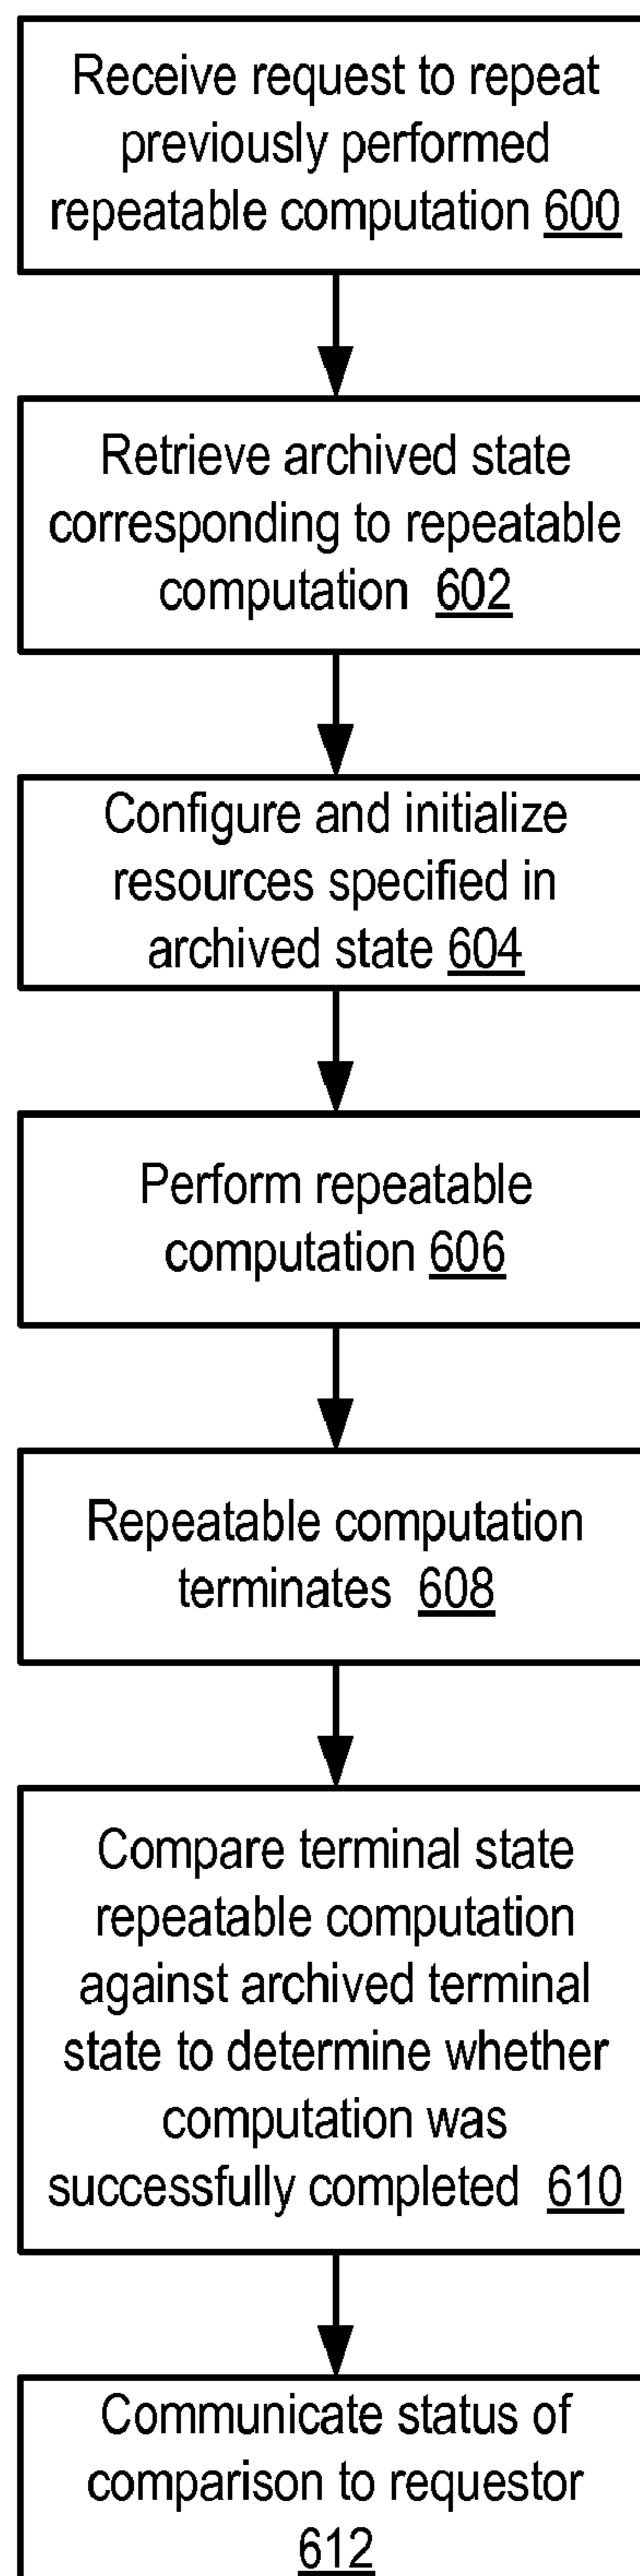 Receive request to repeat
previously performed
repeatable computation 600
Retrieve archived state
corresponding to repeatable
computation 602
Configure and initialize
resources specified in
archived state 604
Perform repeatable
computation 606
Repeatable computation
terminates 608
Compare terminal state
repeatable computation
against archived terminal
state to determine whether
computation was
successfully completed 610
Communicate status of
comparison to requestor
612